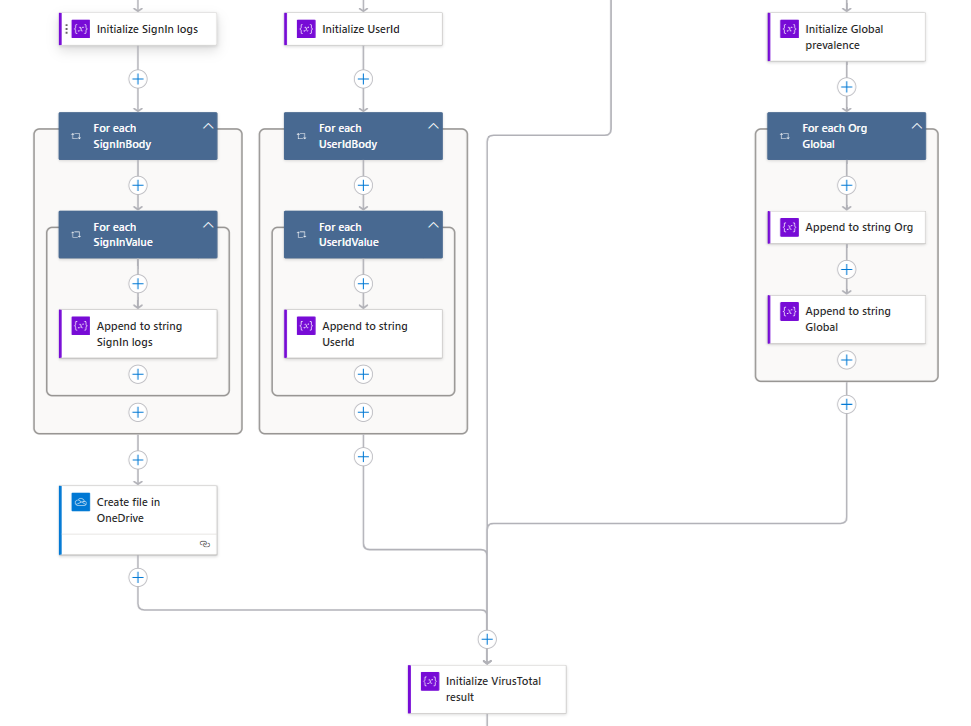 Initialize SignIn logs
Initialize UserId
Initialize Global
prevalence
For each
SignInBody
For each
UserIdBody
For each Org
Global
For each
SignInValue
For each
UserIdValue
Append to string Org
Append to string
SignIn logs
Append to string
UserId
Append to string
Global
Create file in
OneDrive
Initialize VirusTotal
result